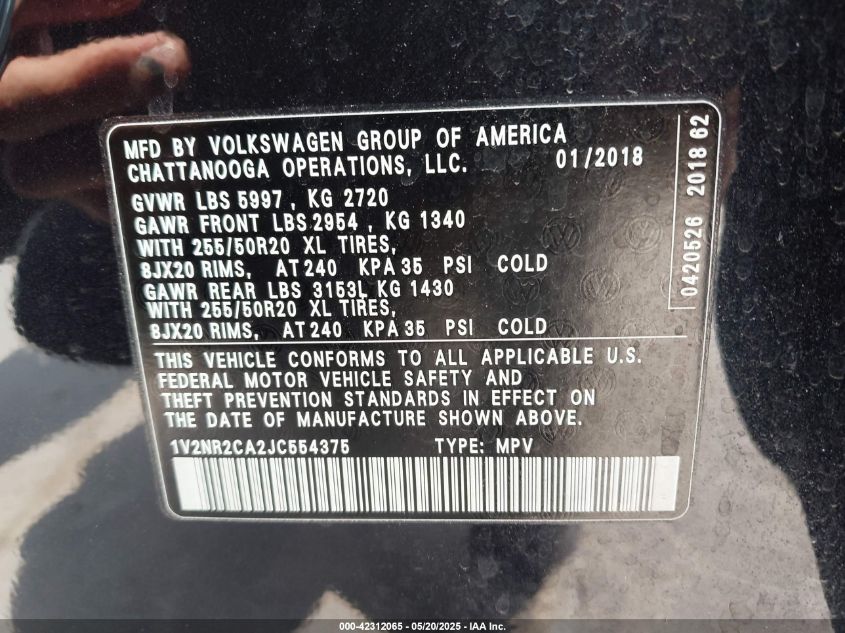 MFD BY VOLKSWAGEN GROUP OF AMERICA
CHATTANOOGA OPERATIONS, LLC. 01/2018
GVWR LBS 5997, KG 2720
GAWR FRONT LBS 2954 , KG 1340
WITH 255/50R20 XL TIRES,
8JX20 RIMS, AT 240 KPA 35 PSI COLD
GAWR REAR LBS 3153L KG 1430
WITH 255/50R20 XL TIRES,
8JX20 RIMS, AT 240 KPA 35 PSI COLD
THIS VEHICLE CONFORMS TO ALL APPLICABLE U.S.
FEDERAL MOTOR VEHICLE SAFETY AND
THEFT PREVENTION STANDARDS IN EFFECT ON
THE DATE OF MANUFACTURE SHOWN ABOVE.
1V2NR2CA2JC554375 TYPE: MPV
0420526 2018 62
000-42312065 - 05/20/2025 - IAA Inc.